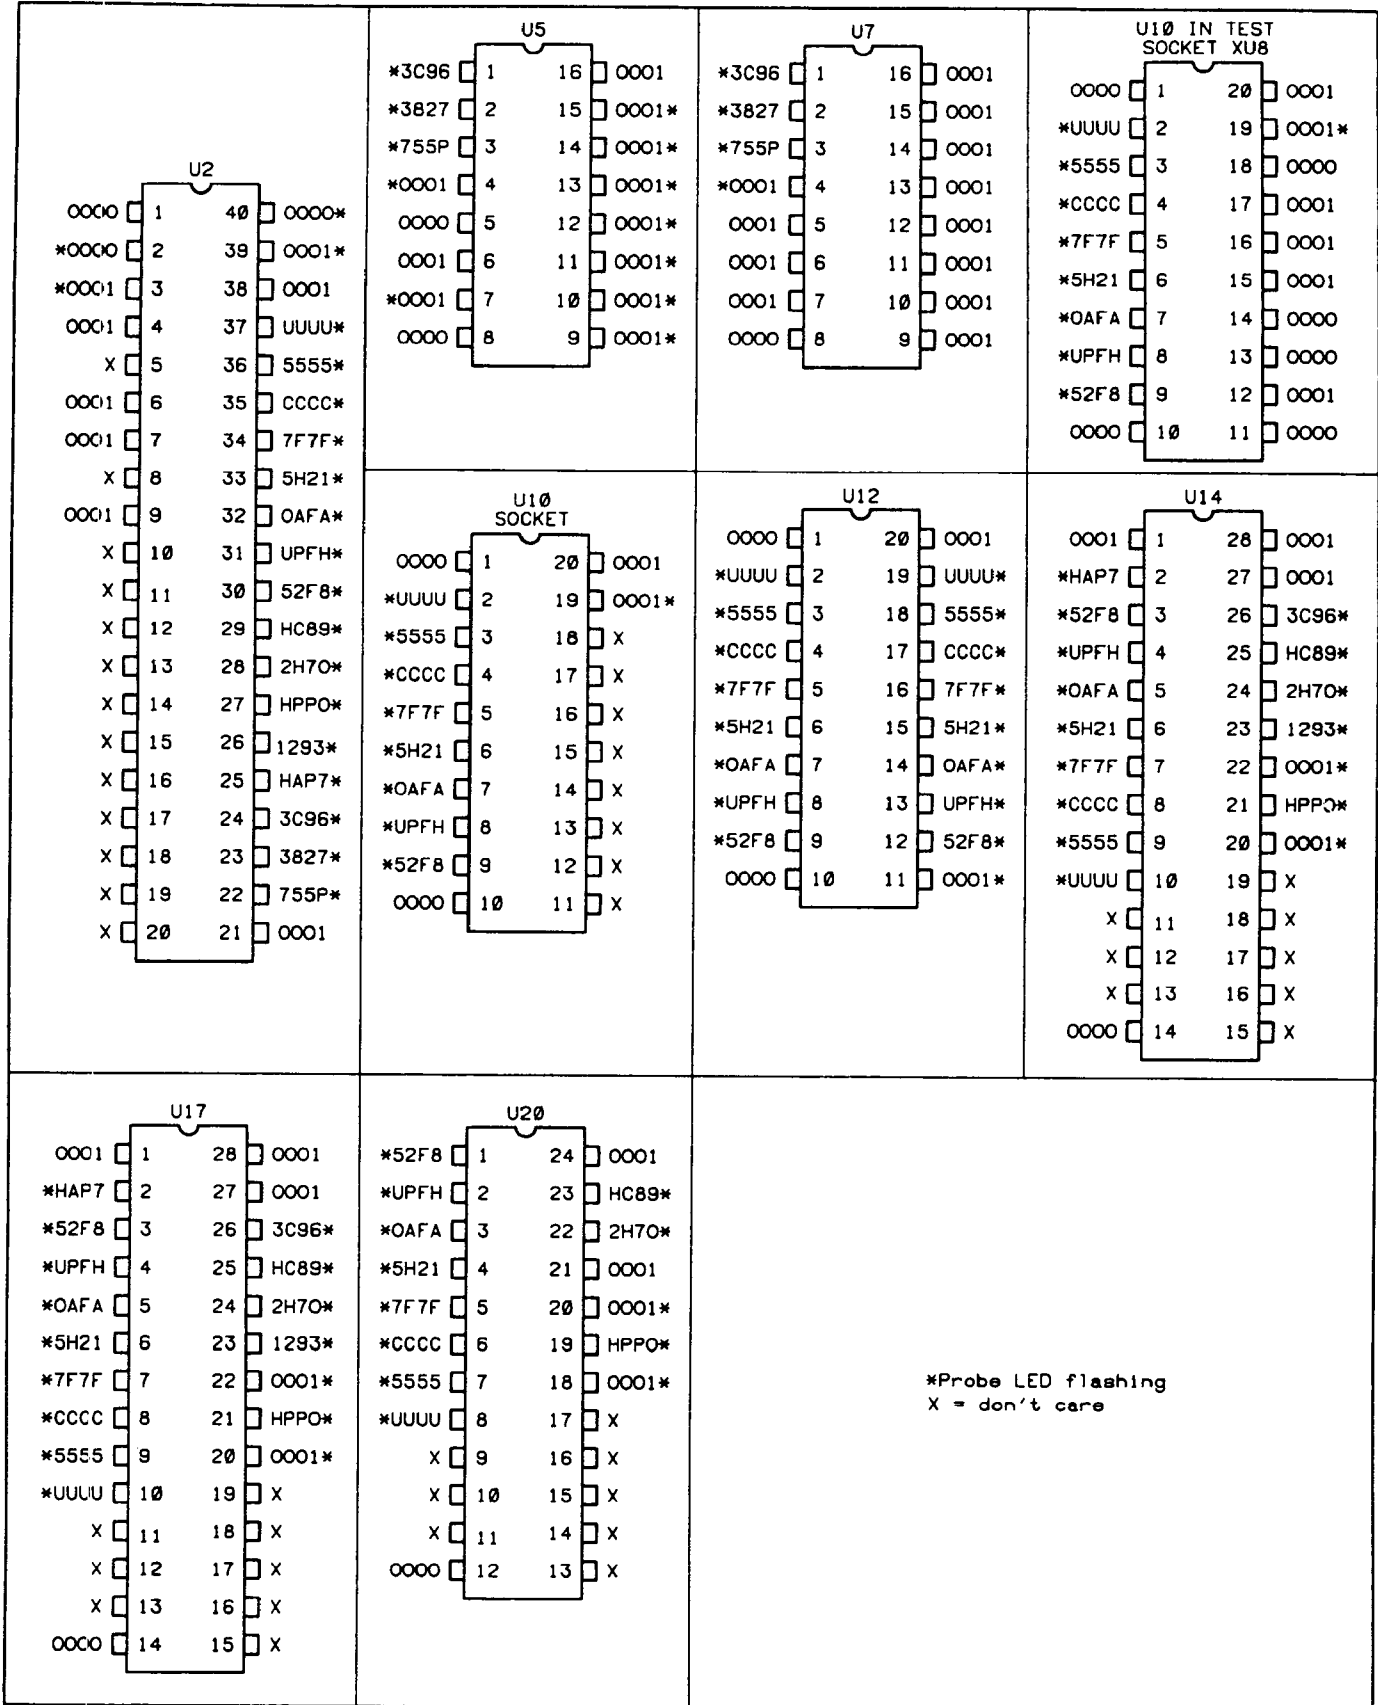 U2
0000 1 40 0000*
*0000 2 39 0001*
*0001 3 38 0001
0001 4 37 UUUU*
X 5 36 5555*
0001 6 35 CCCC*
0001 7 34 7F7F*
X 8 33 5H21*
0001 9 32 0AFA*
X 10 31 UPFH*
X 11 30 52F8*
X 12 29 HC89*
X 13 28 2H70*
X 14 27 HPP0*
X 15 26 1293*
X 16 25 HAP7*
X 17 24 3C96*
X 18 23 3827*
X 19 22 755P*
X 20 21 0001
U5
*3C96 1 16 0001
*3827 2 15 0001*
*755P 3 14 0001*
*0001 4 13 0001*
0000 5 12 0001*
0001 6 11 0001*
*0001 7 10 0001*
0000 8 9 0001*
U7
*3C96 1 16 0001
*3827 2 15 0001
*755P 3 14 0001
*0001 4 13 0001
0001 5 12 0001
0001 6 11 0001
0001 7 10 0001
0000 8 9 0001
U10 IN TEST
SOCKET XU8
0000 1 20 0001
*UUUU 2 19 0001*
*5555 3 18 0000
*CCCC 4 17 0001
*7F7F 5 16 0001
*5H21 6 15 0001
*0AFA 7 14 0000
*UPFH 8 13 0000
*52F8 9 12 0001
0000 10 11 0000
U10
SOCKET
0000 1 20 0001
*UUUU 2 19 0001*
*5555 3 18 X
*CCCC 4 17 X
*7F7F 5 16 X
*5H21 6 15 X
*0AFA 7 14 X
*UPFH 8 13 X
*52F8 9 12 X
0000 10 11 X
U12
0000 1 20 0001
*UUUU 2 19 UUUU*
*5555 3 18 5555*
*CCCC 4 17 CCCC*
*7F7F 5 16 7F7F*
*5H21 6 15 5H21*
*0AFA 7 14 0AFA*
*UPFH 8 13 UPFH*
*52F8 9 12 52F8*
0000 10 11 0001*
U14
0001 1 28 0001
*HAP7 2 27 0001
*52F8 3 26 3C96*
*UPFH 4 25 HC89*
*0AFA 5 24 2H70*
*5H21 6 23 1293*
*7F7F 7 22 0001*
*CCCC 8 21 HPP0*
*5555 9 20 0001*
*UUUU 10 19 X
X 11 18 X
X 12 17 X
X 13 16 X
0000 14 15 X
U17
0001 1 28 0001
*HAP7 2 27 0001
*52F8 3 26 3C96*
*UPFH 4 25 HC89*
*0AFA 5 24 2H70*
*5H21 6 23 1293*
*7F7F 7 22 0001*
*CCCC 8 21 HPP0*
*5555 9 20 0001*
*UUUU 10 19 X
X 11 18 X
X 12 17 X
X 13 16 X
0000 14 15 X
U20
*52F8 1 24 0001
*UPFH 2 23 HC89*
*0AFA 3 22 2H70*
*5H21 4 21 0001
*7F7F 5 20 0001*
*CCCC 6 19 HPP0*
*5555 7 18 0001*
*UUUU 8 17 X
X 9 16 X
X 10 15 X
X 11 14 X
0000 12 13 X
*Probe LED flashing
X = don't care